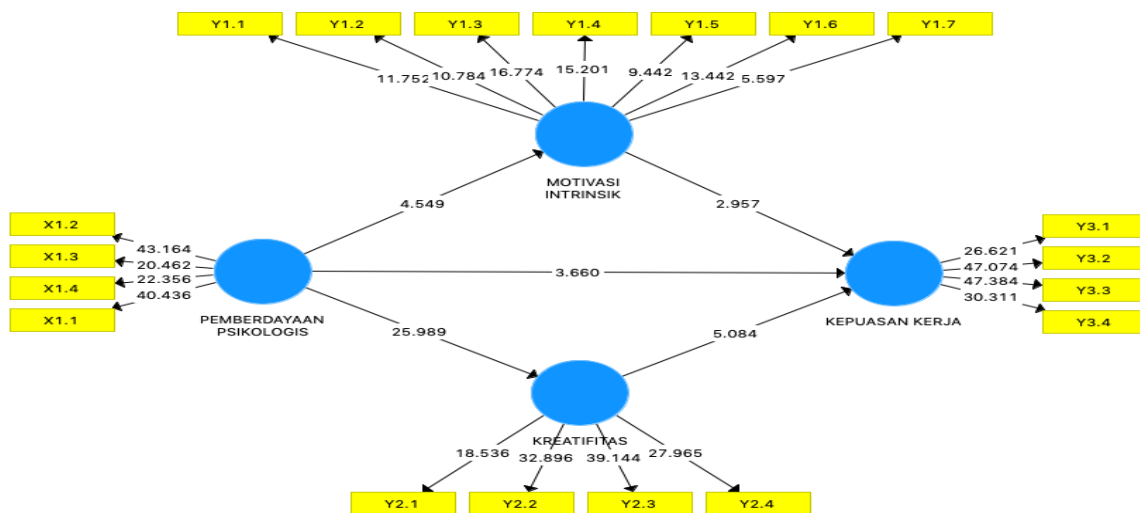 Y1.1 Y1.2 Y1.3 Y1.4 Y1.5 Y1.6 Y1.7
11.752 10.784 16.774 15.201 9.442 13.442 5.597
MOTIVASI
INTRINSIK
4.549 2.957
X1.2
X1.3
X1.4
X1.1
43.164
20.462
22.356
40.436
PEMBERDAYAAN
PSIKOLOGIS
3.660
26.621
47.074
47.384
30.311
Y3.1
Y3.2
Y3.3
Y3.4
KEPUASAN KERJA
25.989 5.084
KREATIFITAS
18.536 32.896 39.144 27.965
Y2.1 Y2.2 Y2.3 Y2.4